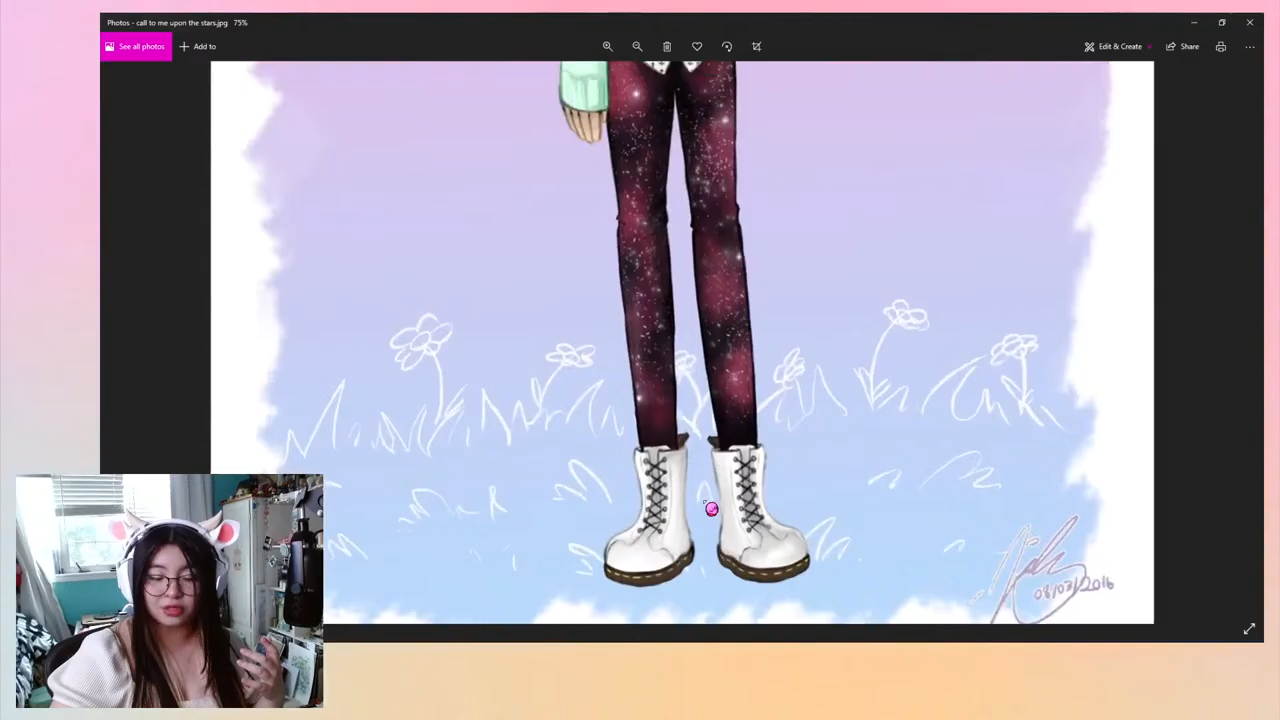 Photos - call to me upon the stars.jpg 75%
See all photos
Add to
Edit & Create
Share
08/03/2016